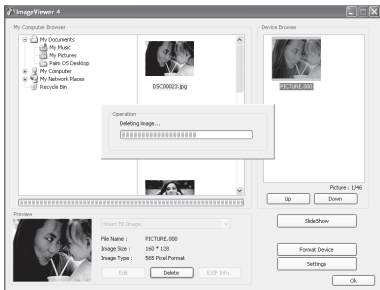 ImageViewer 4
My Computer Browser
Device Browse
My Documents
My Music
My Pictures
Palm OS Desktop
My Computer
My Network Places
Recycle Bin
DSC00023.jpg
PICTURE.000
Operation
Deleting image...
Picture : 1/46
Up
Down
Preview
Smart Fit Image
File Name : PICTURE.000
Image Size : 160 * 128
Image Type : 565 Pixel Format
Edit
Delete
EXIF Info.
SlideShow
Format Device
Settings
Ok